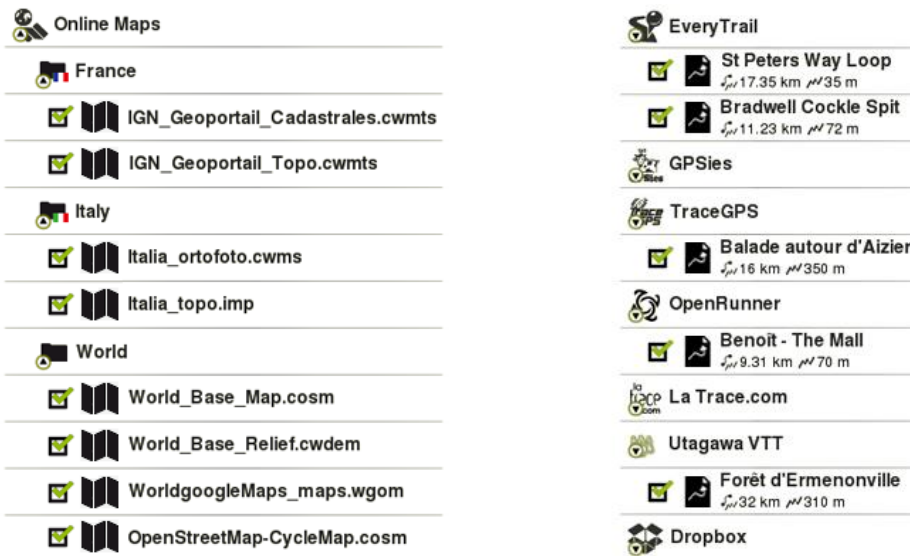 Online Maps
France
IGN_Geoportail_Cadastrales.cwmts
IGN_Geoportail_Topo.cwmts
Italy
Italia_ortofoto.cwms
Italia_topo.imp
World
World_Base_Map.cosm
World_Base_Relief.cwdem
WorldgoogleMaps_maps.wgom
OpenStreetMap-CycleMap.cosm
EveryTrail
St Peters Way Loop
17.35 km 35 m
Bradwell Cockle Spit
11.23 km 72 m
GPSies
TraceGPS
Balade autour d'Aizier
16 km 350 m
OpenRunner
Benoît - The Mall
9.31 km 70 m
la trace .com La Trace.com
Utagawa VTT
Forêt d'Ermenonville
32 km 310 m
Dropbox